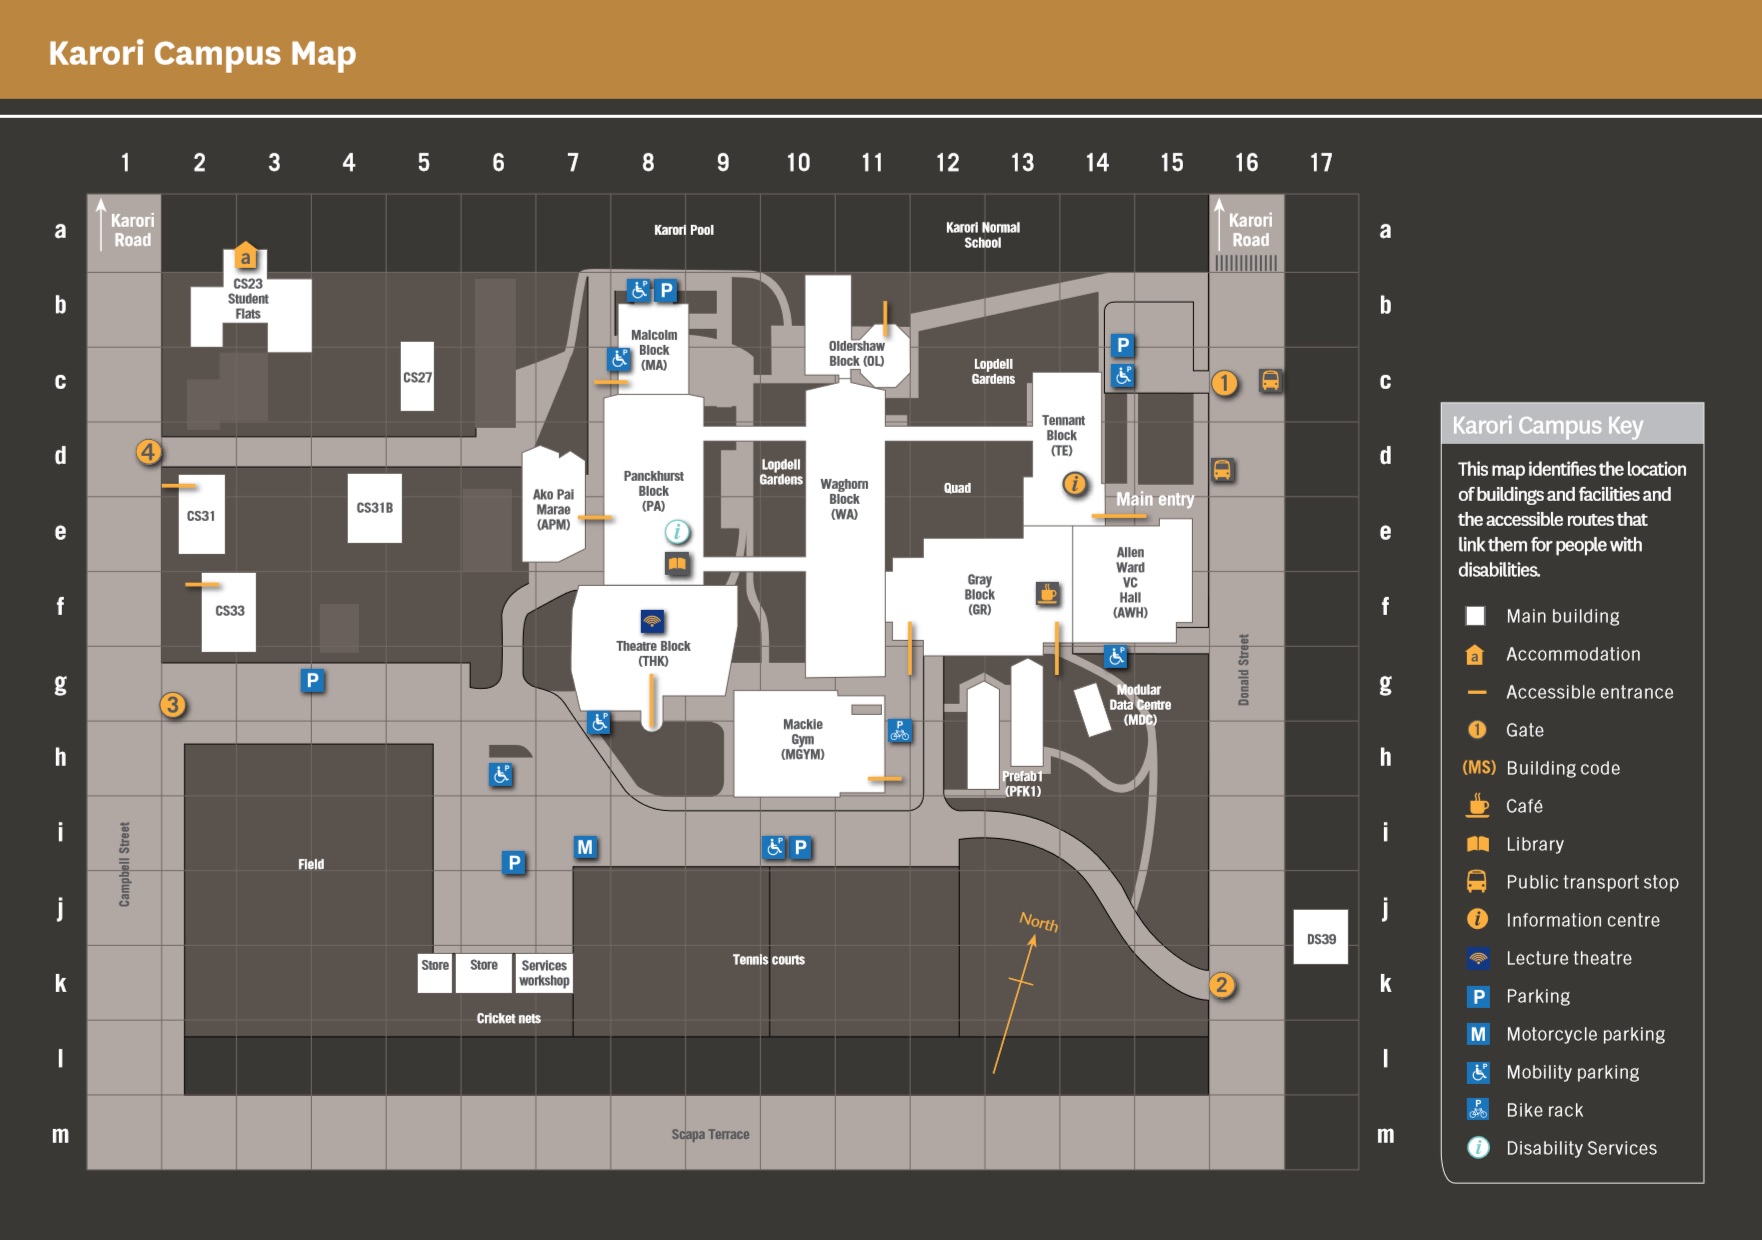 Karori Campus Map
1 2 3 4 5 6 7 8 9 10 11 12 13 14 15 16 17
a
Karori
Road
Karori Pool
Karori Normal
School
Karori
Road
a
a
CS23
Student
Flats
b
P
P
b
Malcolm
Block
(MA)
P
Oldershaw
Block (OL)
P
c
CS27
Lopdell
Gardens
P
1
c
Tennant
Block
(TE)
4
d
Panckhurst
Block
(PA)
Lopdell
Gardens
Waghorn
Block
(WA)
Quad
i
d
Main entry
CS31
CS31B
Ako Pai
Marae
(APM)
e
i
e
Allen
Ward
VC
Hall
(AWH)
Gray
Block
(GR)
f
CS33
f
Theatre Block
(THK)
P
Donald Street
g
P
3
Modular
Data Centre
(MDC)
g
P
Mackie
Gym
(MGYM)
P
h
P
Prefab1
(PFK1)
h
i
M
P
P
P
i
Field
Campbell Street
j
North
j
DS39
Store
Store
Services
workshop
Tennis courts
k
2
k
Cricket nets
l
l
m
Scapa Terrace
m
Karori Campus Key
This map identifies the location
of buildings and facilities and
the accessible routes that
link them for people with
disabilities.
Main building
a Accommodation
Accessible entrance
1 Gate
(MS) Building code
Café
Library
Public transport stop
i Information centre
Lecture theatre
P Parking
M Motorcycle parking
P Mobility parking
P Bike rack
i Disability Services